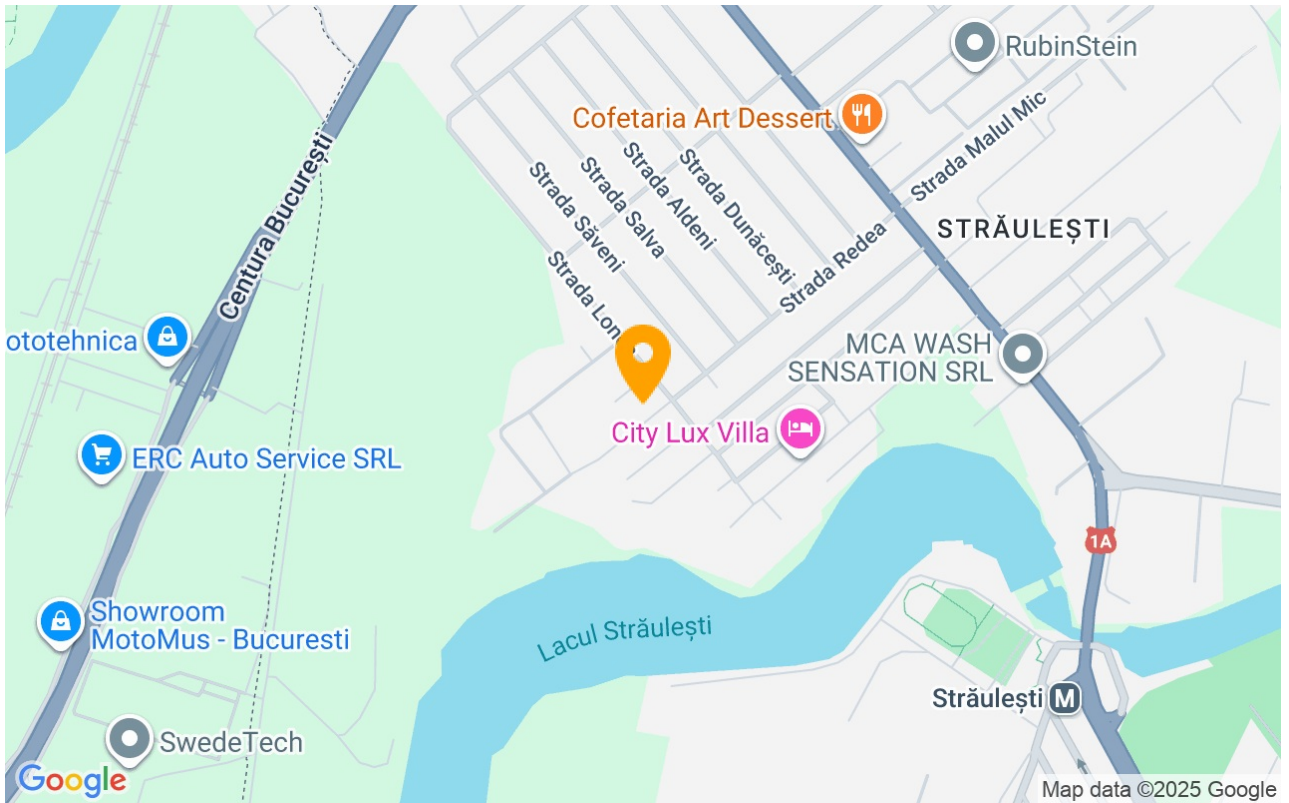 RubinStein
Cofetaria Art Dessert
Strada Malul Mic
Centura București
Strada Săveni
Strada Salva
Strada Aldeni
Strada Dunăcești
Strada Redea
STRĂULEȘTI
Strada
ototehnica
MCA WASH
SENSATION SRL
City Lux Villa
ERC Auto Service SRL
1A
Showroom
MotoMus - Bucuresti
Lacul Străulești
Străulești M
SwedeTech
Google
Map data ©2025 Google